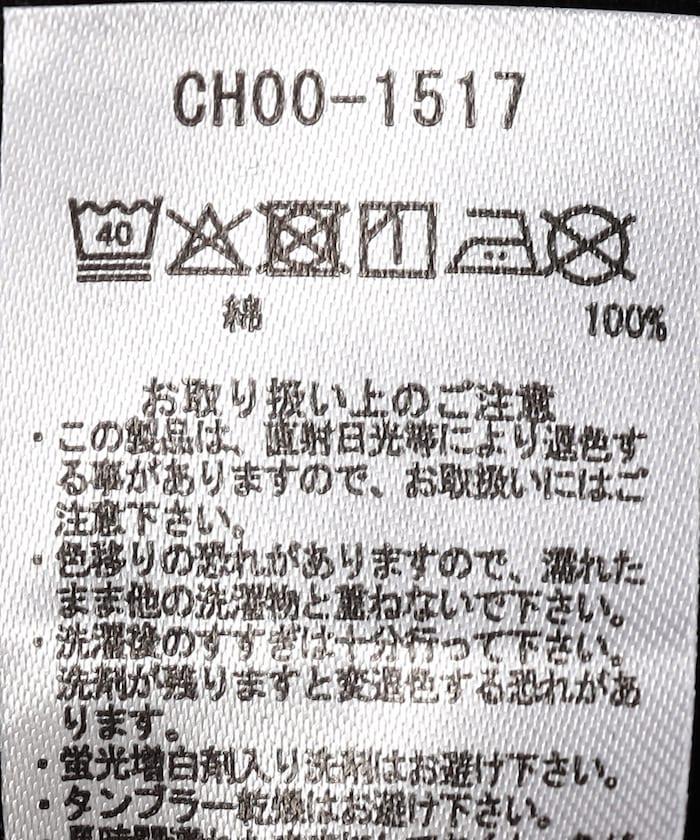 CH00-1517
40
綿 100%
お取り扱い上のご注意
・この製品は、直射日光等により退色す
る事がありますので、お取扱いにはご
注意下さい。
・色移りの恐れがありますので、濡れた
まま他の洗濯物と重ねないで下さい。
・洗濯後のすすぎは十分行って下さい。
洗剤が残りますと変退色する恐れがあ
ります。
・蛍光増白剤入り洗剤はお避け下さい。
・タンブラー乾燥はお避け下さい。